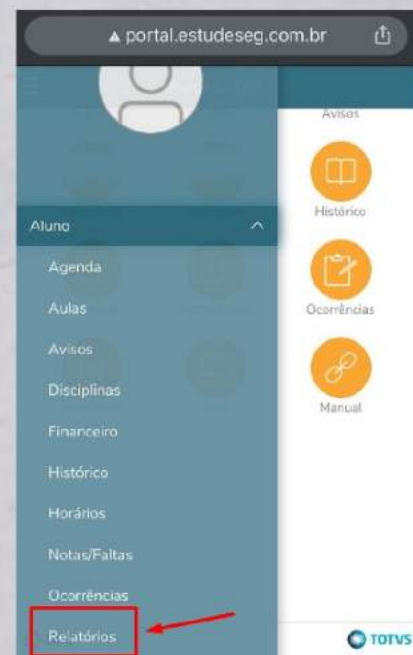 portal.estudeseg.com.br
Avisos
Histórico
Aluno
Agenda
Ocorrências
Aulas
Avisos
Manual
Disciplinas
Financeiro
Histórico
Horários
Notas/Faltas
Ocorrências
Relatórios
TOTVS